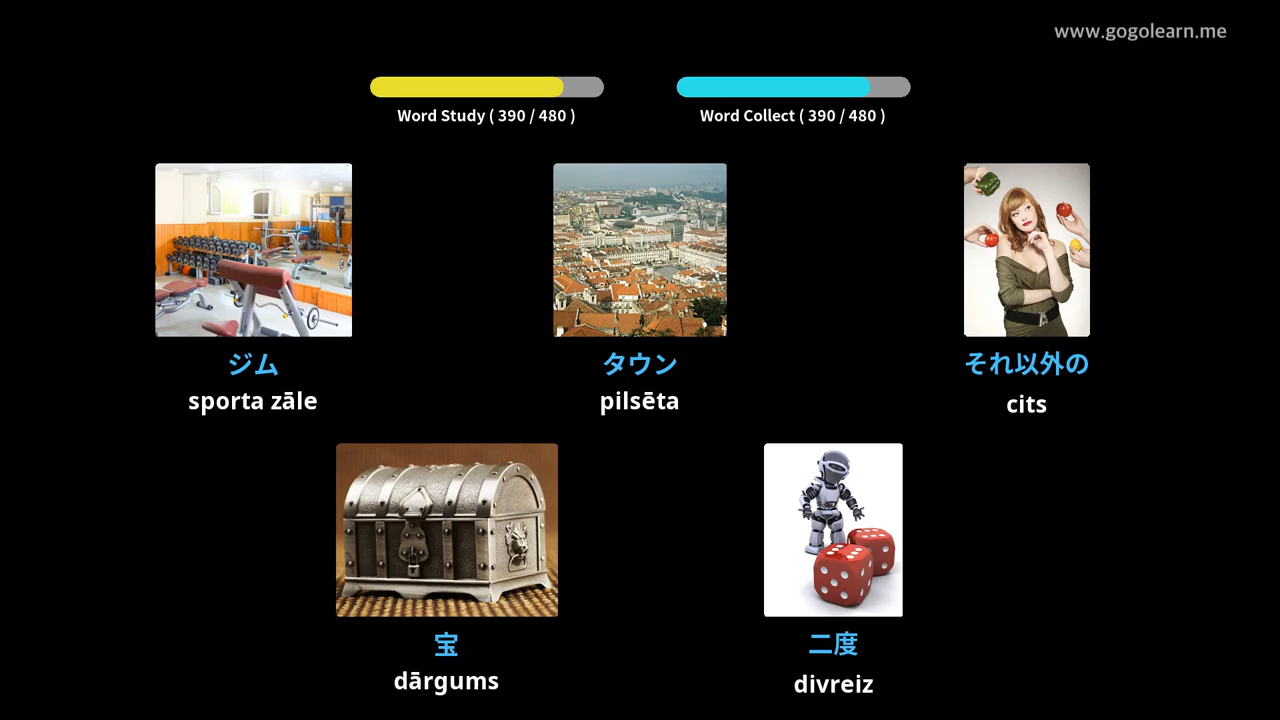 www.gogolearn.me
Word Study ( 390 / 480 )
Word Collect ( 390 / 480 )
ジム
タウン
それ以外の
sporta zāle
pilsēta
cits
宝
二度
dārgums
divreiz